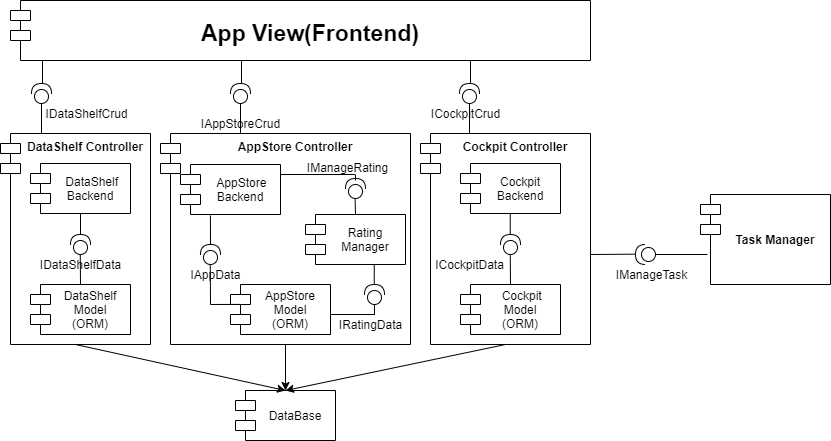 App View(Frontend)
IDataShelfCrud
IAppStoreCrud
ICockpitCrud
DataShelf Controller
AppStore Controller
Cockpit Controller
DataShelf
Backend
AppStore
Backend
IManageRating
Cockpit
Backend
Rating
Manager
Task Manager
IDataShelfData
IAppData
ICockpitData
IManageTask
DataShelf
Model
(ORM)
AppStore
Model
(ORM)
IRatingData
Cockpit
Model
(ORM)
DataBase